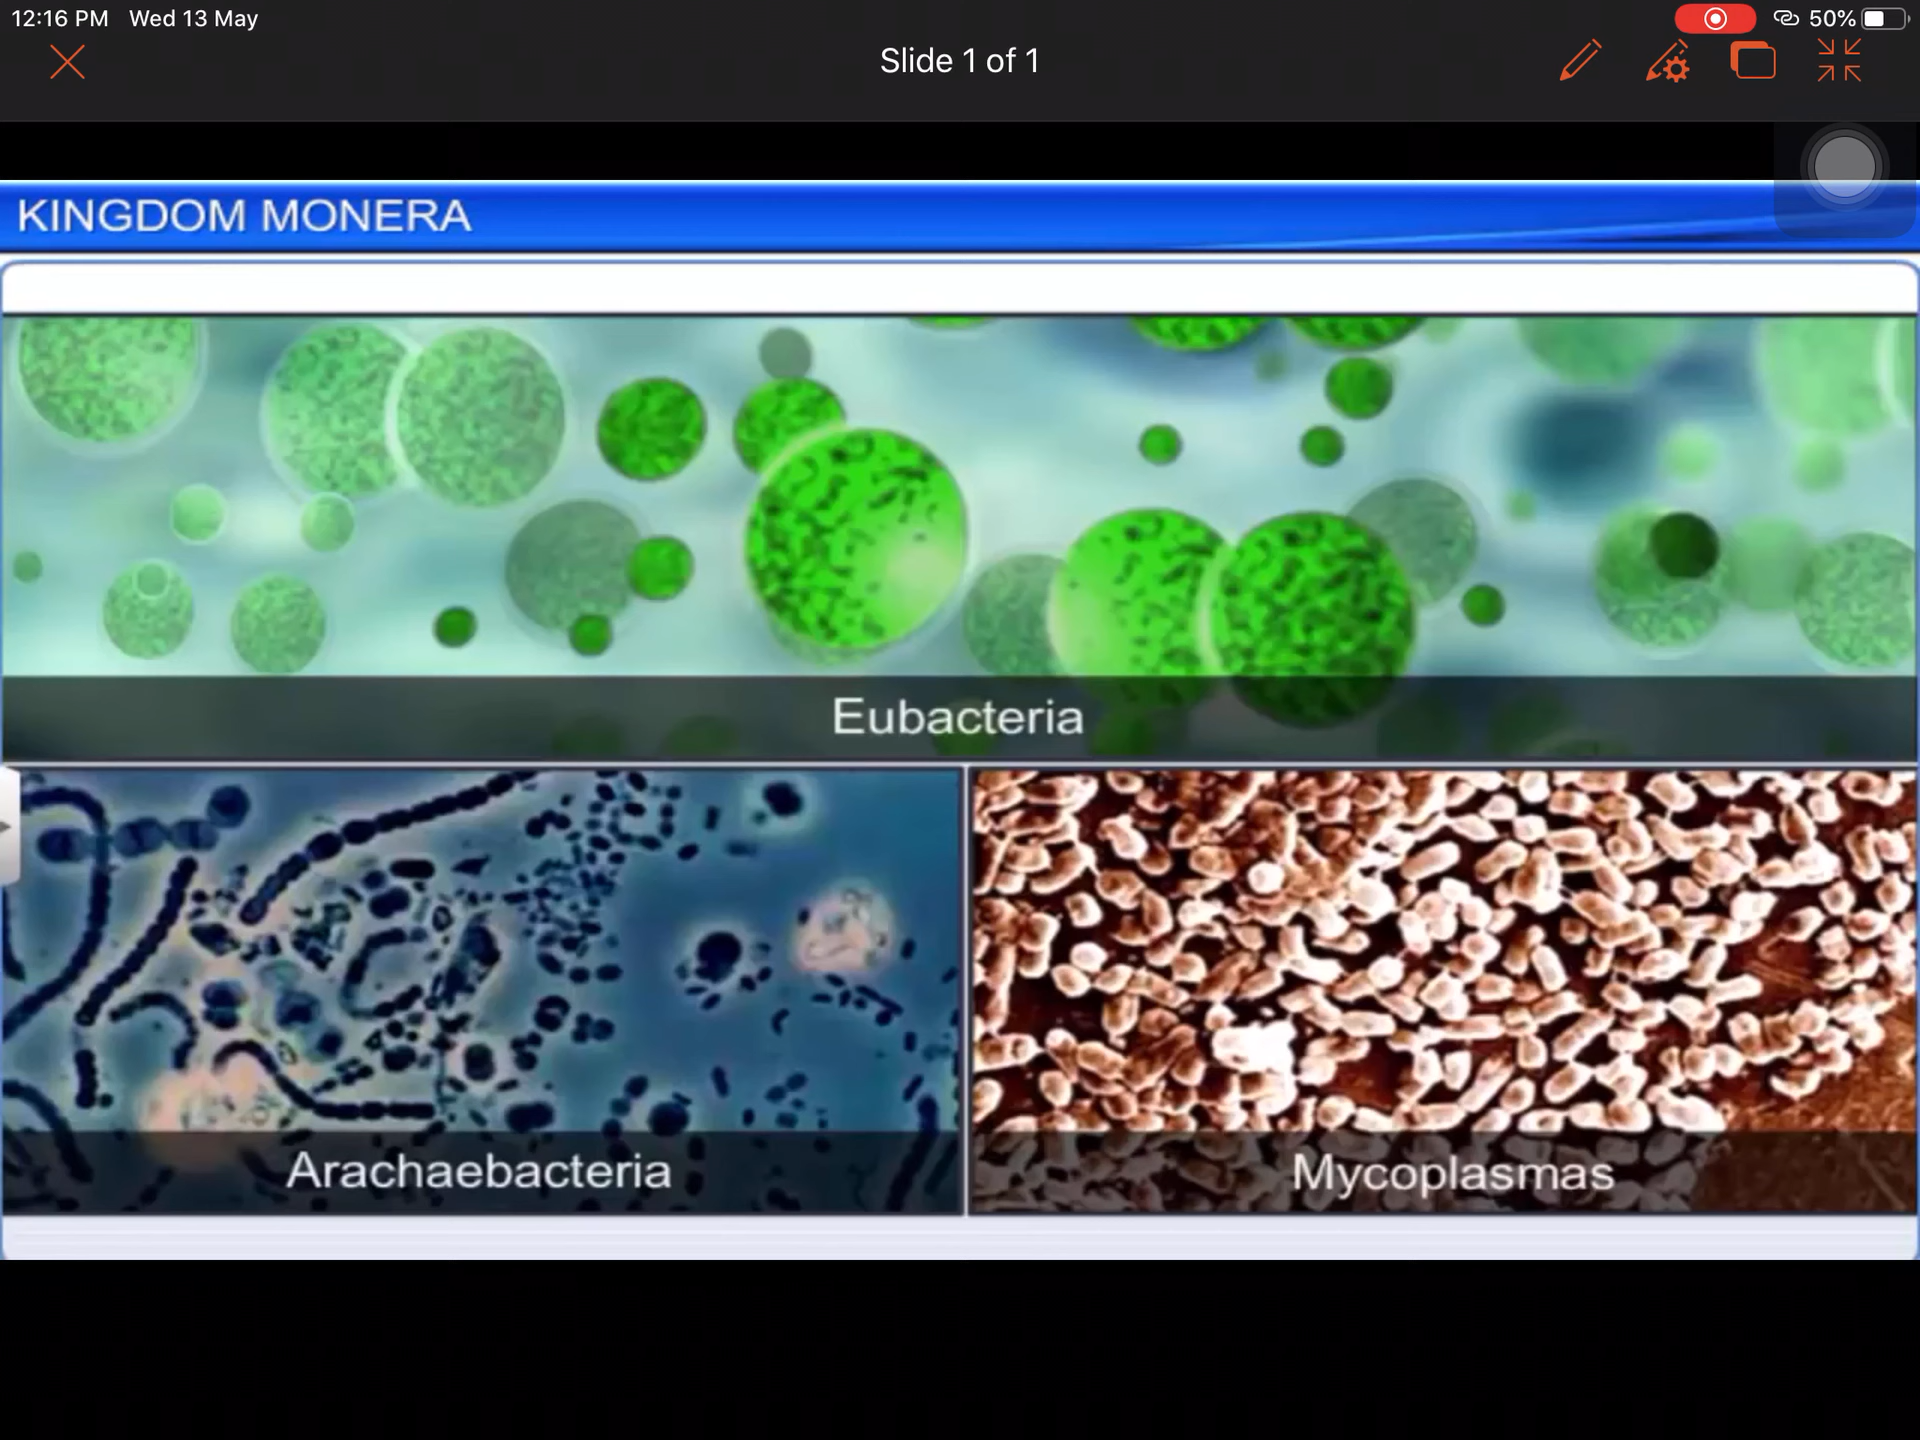 12:16 PM Wed 13 May
50%
Slide 1 of 1
KINGDOM MONERA
Eubacteria
Arachaebacteria
Mycoplasmas